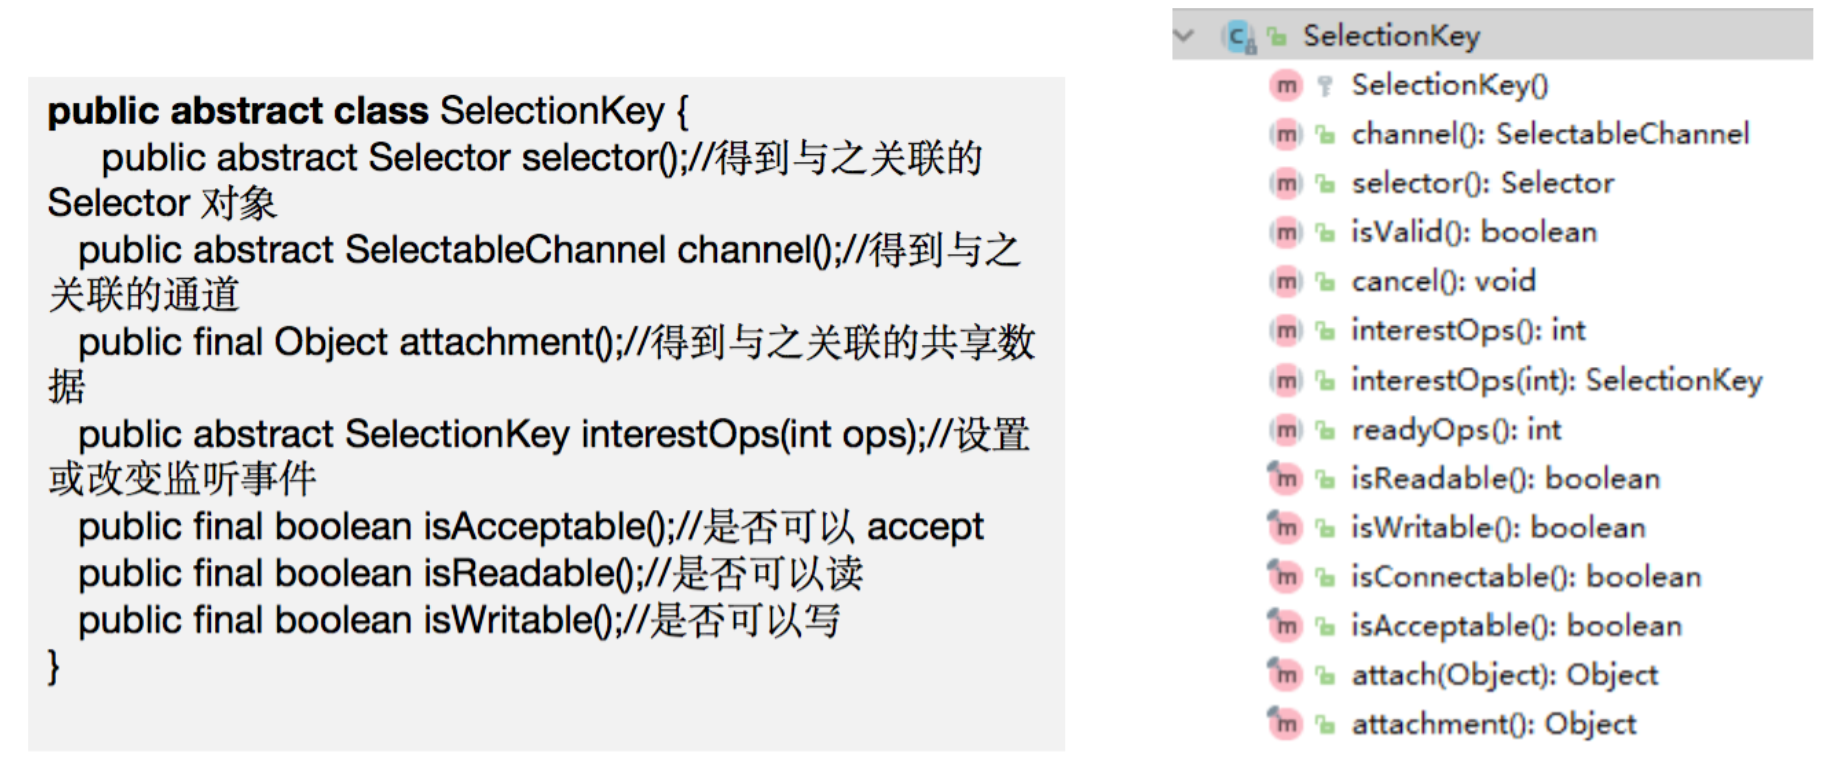 public abstract class SelectionKey {
public abstract Selector selector();//得到与之关联的
Selector 对象
public abstract SelectableChannel channel();//得到与之
关联的通道
public final Object attachment();//得到与之关联的共享数
据
public abstract SelectionKey interestOps(int ops);//设置
或改变监听事件
public final boolean isAcceptable();//是否可以 accept
public final boolean isReadable();//是否可以读
public final boolean isWritable();//是否可以写
}
SelectionKey
SelectionKey()
channel(): SelectableChannel
selector(): Selector
isValid(): boolean
cancel(): void
interestOps(): int
interestOps(int): SelectionKey
readyOps(): int
isReadable(): boolean
isWritable(): boolean
isConnectable(): boolean
isAcceptable(): boolean
attach(Object): Object
attachment(): Object